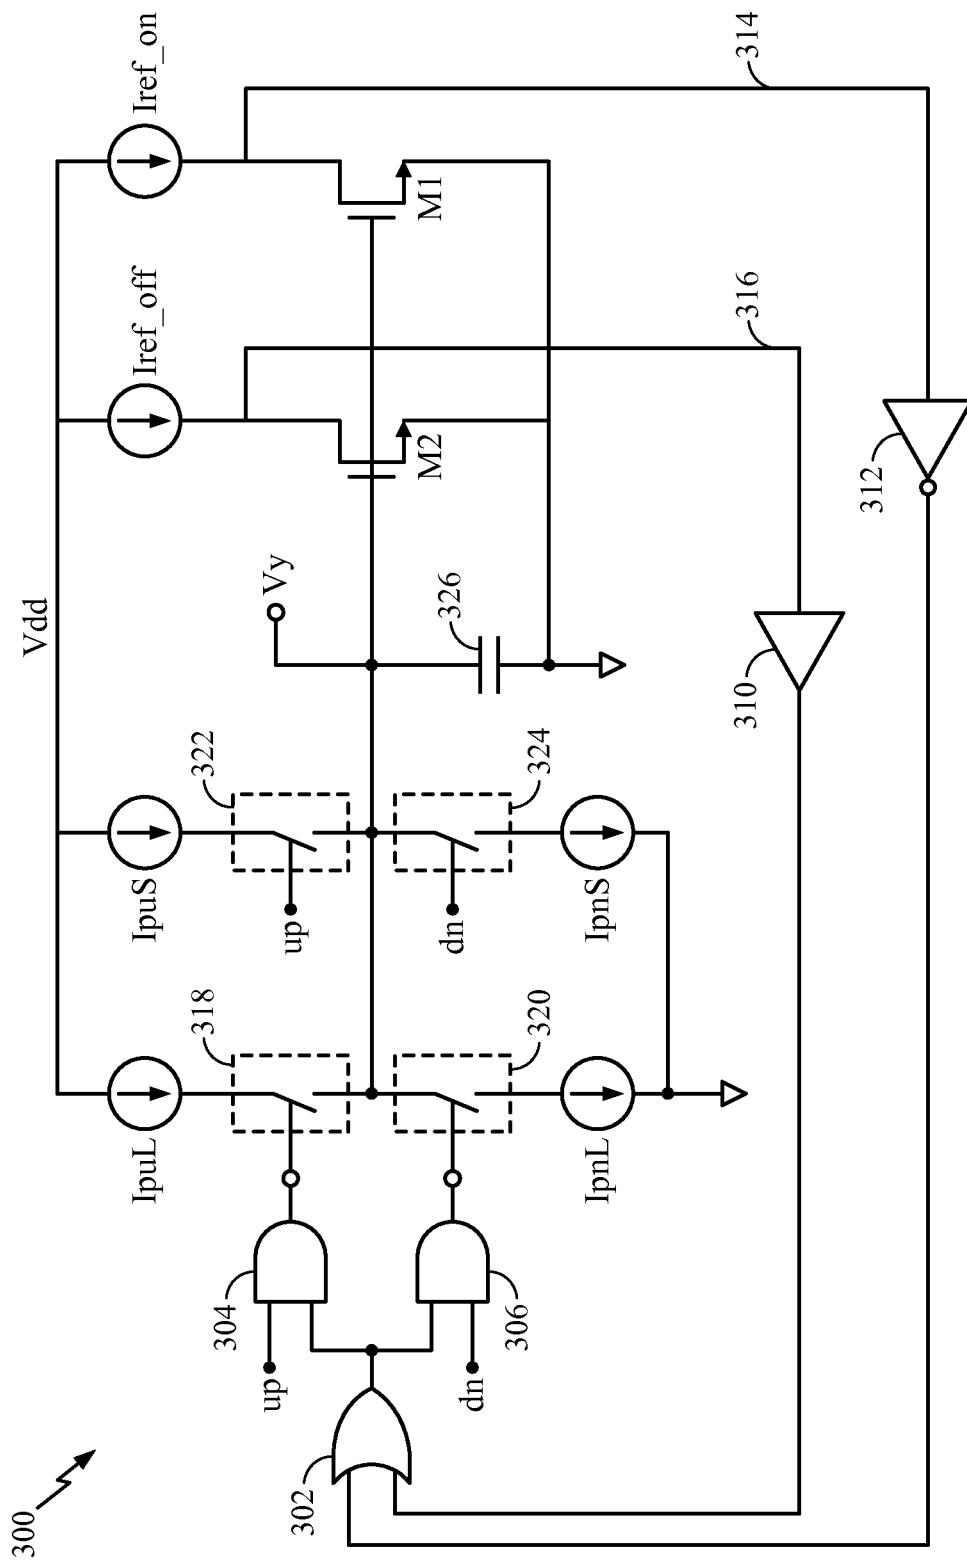 300
Vdd
IpuL
IpuS
Iref_off
Iref_on
318
322
up
304
up
Vy
302
326
M2
M1
dn
324
320
dn
306
IpnL
IpnS
310
316
312
314